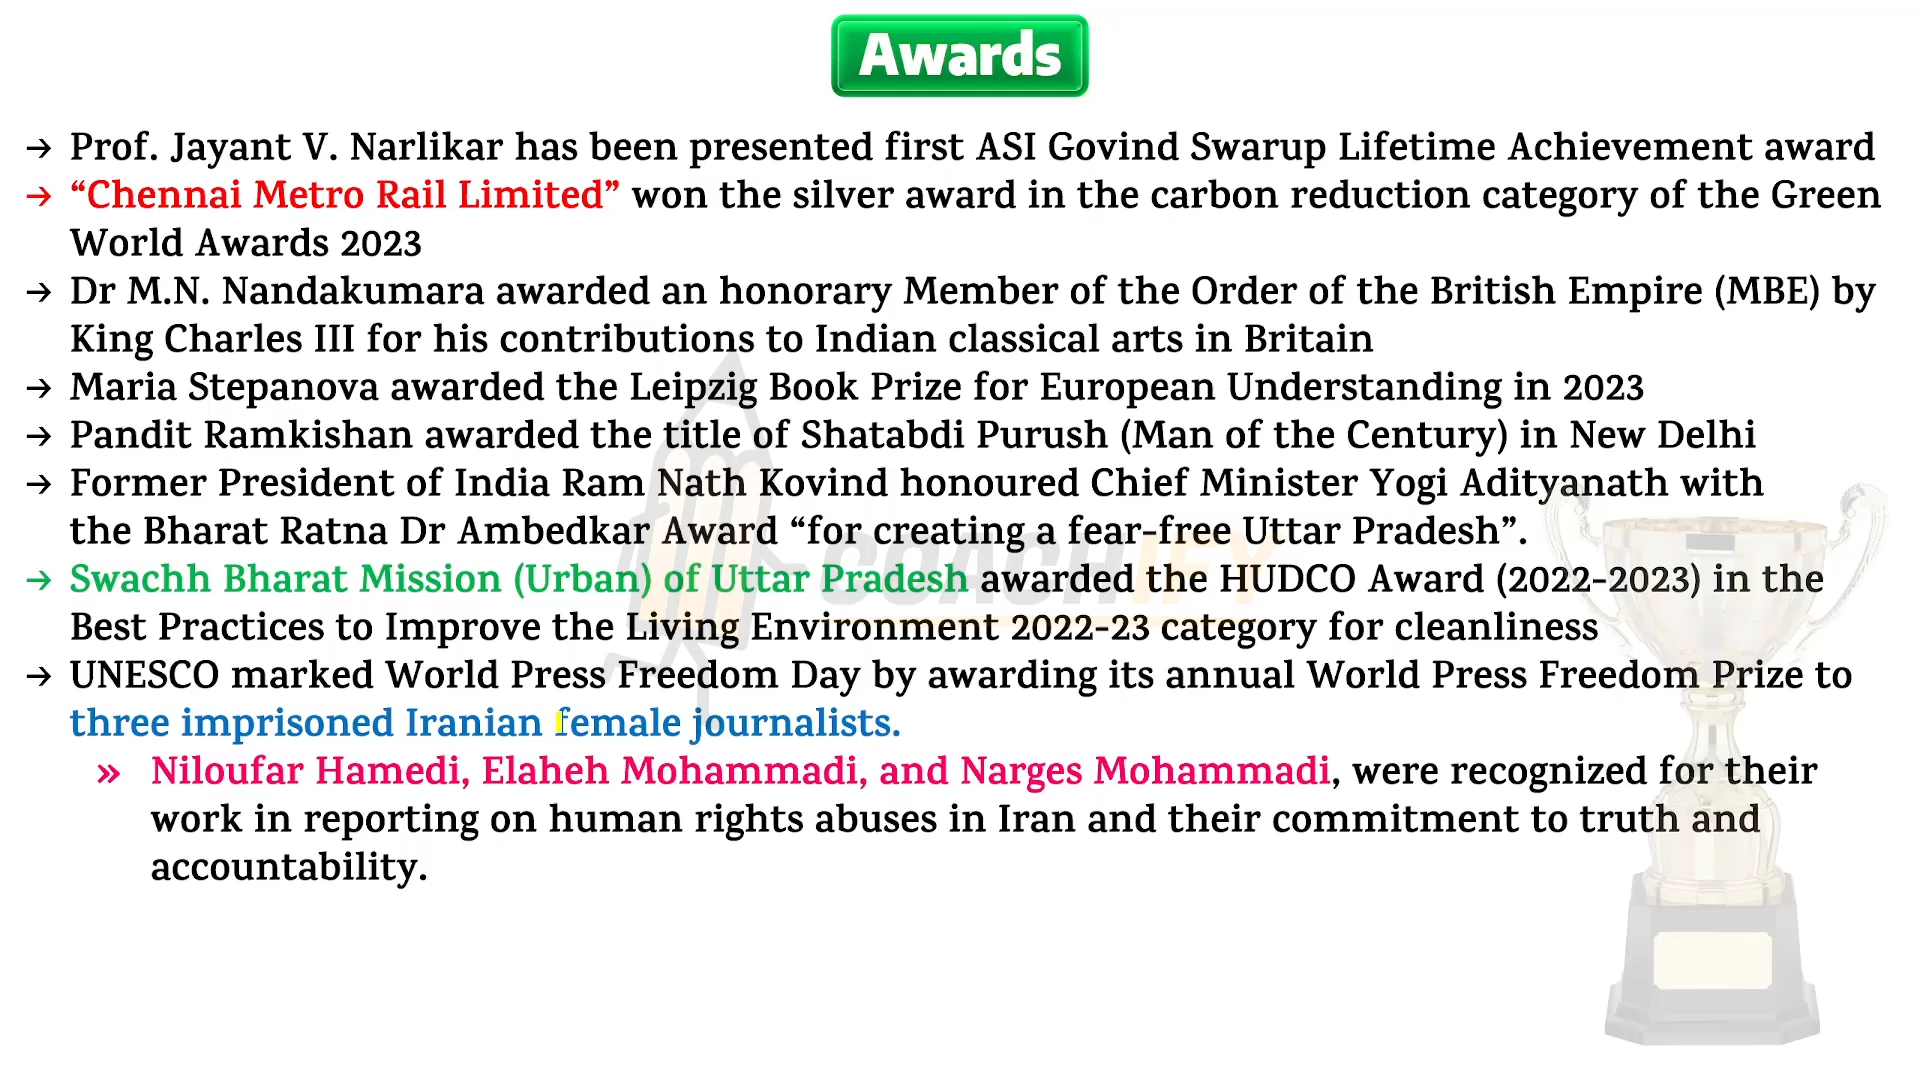 Awards
→ Prof. Jayant V. Narlikar has been presented first ASI Govind Swarup Lifetime Achievement award
→ “Chennai Metro Rail Limited” won the silver award in the carbon reduction category of the Green
World Awards 2023
→ Dr M.N. Nandakumara awarded an honorary Member of the Order of the British Empire (MBE) by
King Charles III for his contributions to Indian classical arts in Britain
→ Maria Stepanova awarded the Leipzig Book Prize for European Understanding in 2023
→ Pandit Ramkishan awarded the title of Shatabdi Purush (Man of the Century) in New Delhi
→ Former President of India Ram Nath Kovind honoured Chief Minister Yogi Adityanath with
the Bharat Ratna Dr Ambedkar Award “for creating a fear-free Uttar Pradesh”.
→ Swachh Bharat Mission (Urban) of Uttar Pradesh awarded the HUDCO Award (2022-2023) in the
Best Practices to Improve the Living Environment 2022-23 category for cleanliness
→ UNESCO marked World Press Freedom Day by awarding its annual World Press Freedom Prize to
three imprisoned Iranian female journalists.
» Niloufar Hamedi, Elaheh Mohammadi, and Narges Mohammadi, were recognized for their
work in reporting on human rights abuses in Iran and their commitment to truth and
accountability.
COACHIFY